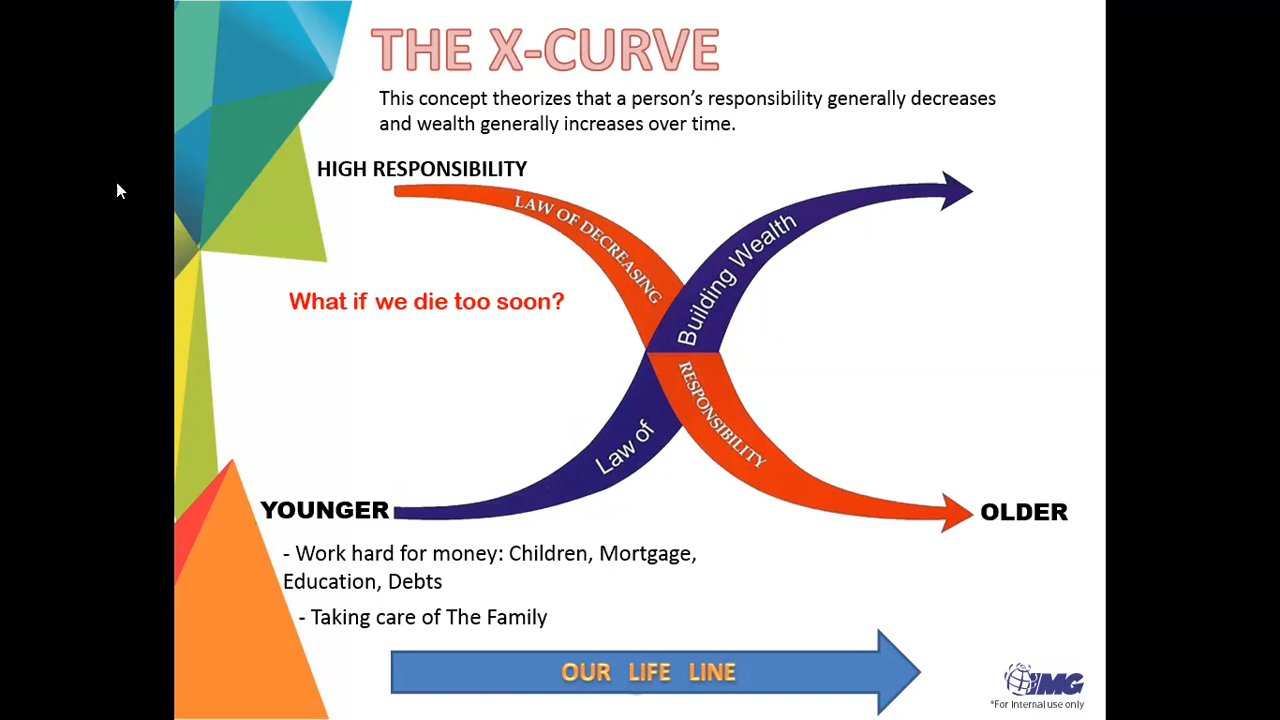 THE X-CURVE
This concept theorizes that a person's responsibility generally decreases
and wealth generally increases over time.
HIGH RESPONSIBILITY
LAW OF DECREASING
RESPONSIBILITY
Law of
Building Wealth
What if we die too soon?
YOUNGER
OLDER
- Work hard for money: Children, Mortgage,
Education, Debts
- Taking care of The Family
OUR LIFE LINE
IMG
*For Internal use only